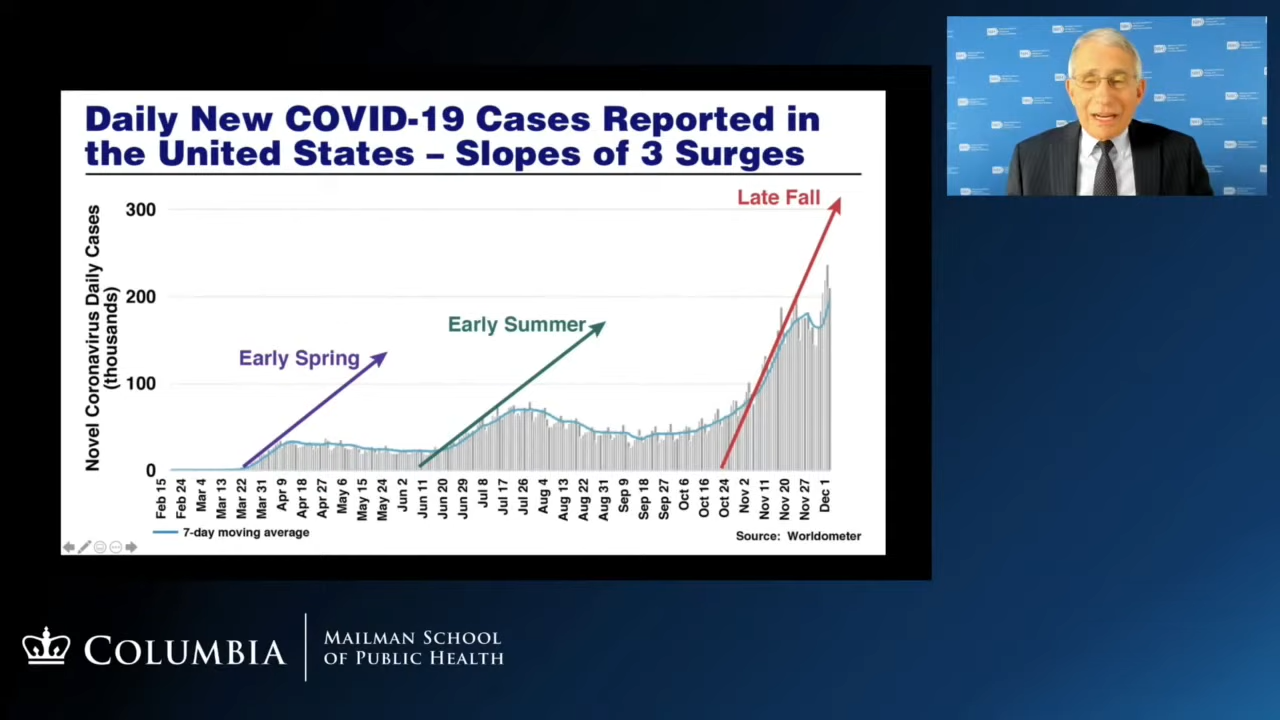 Daily New COVID-19 Cases Reported in
the United States – Slopes of 3 Surges
Novel Coronavirus Daily Cases
(thousands)
300
200
100
0
Early Spring
Early Summer
Late Fall
Feb 15
Feb 24
Mar 4
Mar 13
Mar 22
Mar 31
Apr 9
Apr 18
Apr 27
May 6
May 15
May 24
Jun 2
Jun 11
Jun 20
Jun 29
Jul 8
Jul 17
Jul 26
Aug 4
Aug 13
Aug 22
Aug 31
Sep 9
Sep 18
Sep 27
Oct 6
Oct 16
Oct 24
Nov 2
Nov 11
Nov 20
Nov 27
Dec 1
7-day moving average
Source: Worldometer
COLUMBIA
MAILMAN SCHOOL
OF PUBLIC HEALTH